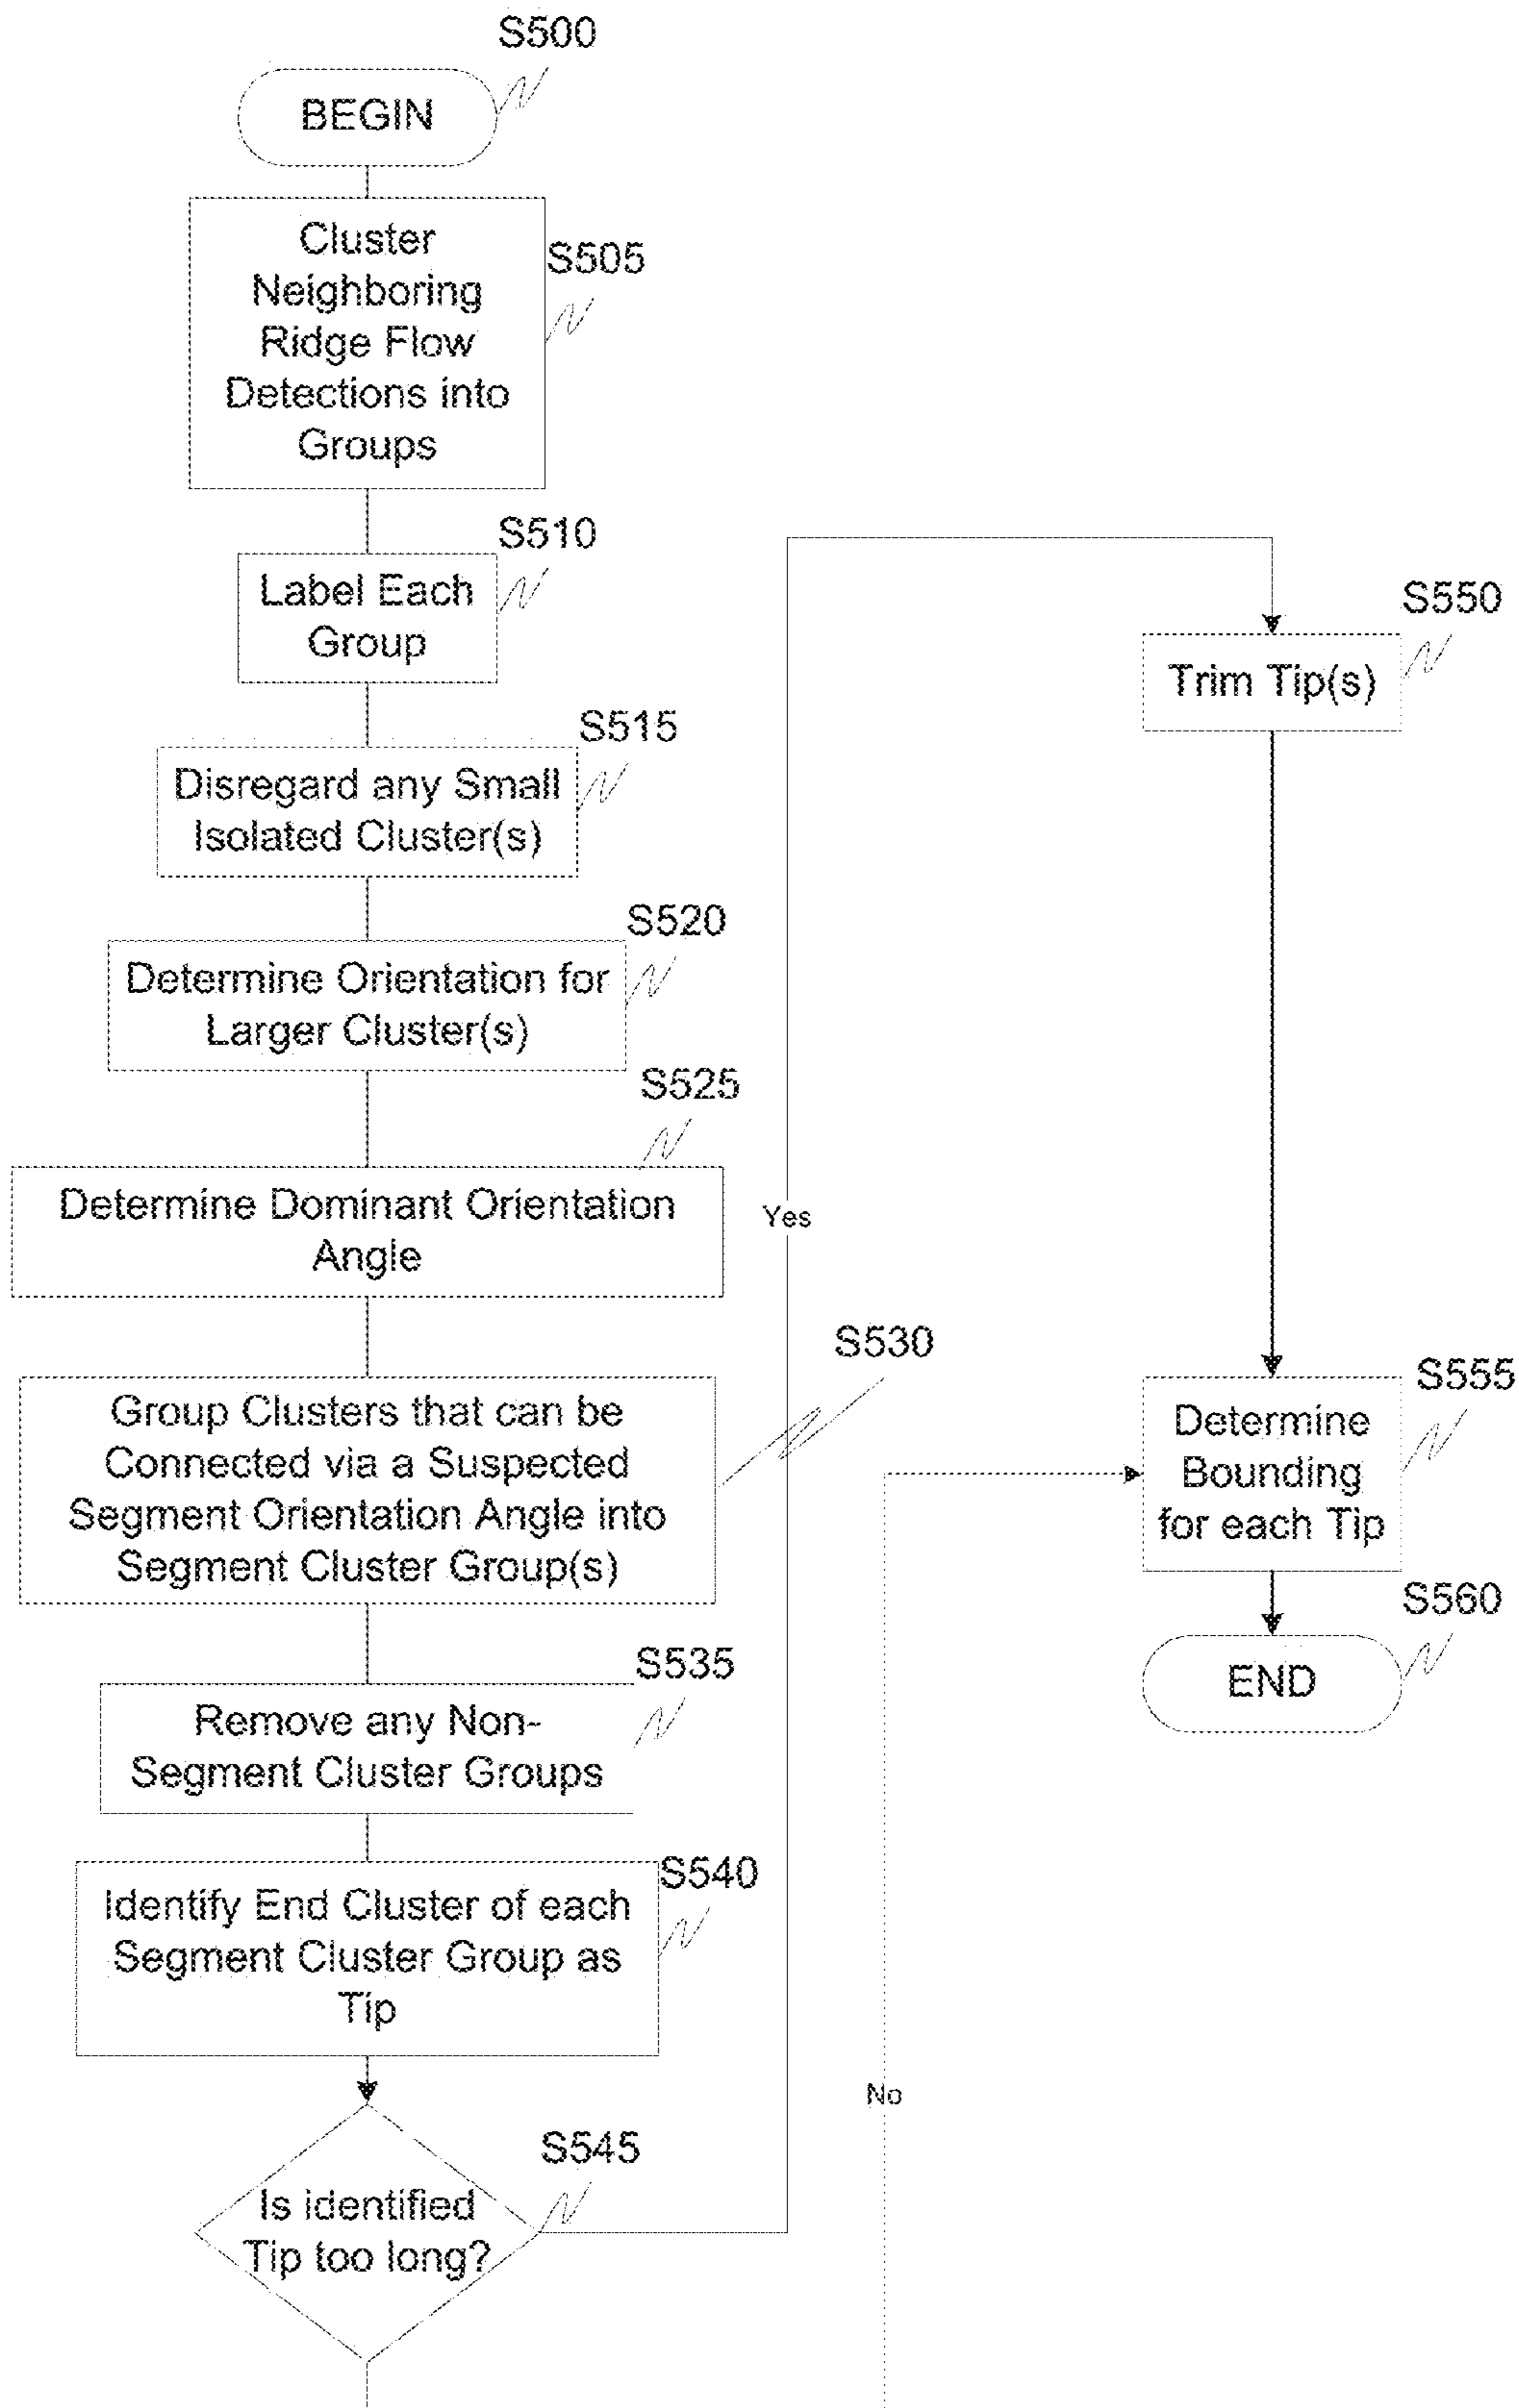 S500
BEGIN
S505
Cluster
Neighboring
Ridge Flow
Detections into
Groups
S510
Label Each
Group
S515
Disregard any Small
Isolated Cluster(s)
S520
Determine Orientation for
Larger Cluster(s)
S525
Determine Dominant Orientation
Angle
S530
Group Clusters that can be
Connected via a Suspected
Segment Orientation Angle into
Segment Cluster Group(s)
S535
Remove any Non-
Segment Cluster Groups
S540
Identify End Cluster of each
Segment Cluster Group as
Tip
S545
Is identified
Tip too long?
Yes
No
S550
Trim Tip(s)
S555
Determine
Bounding
for each Tip
S560
END